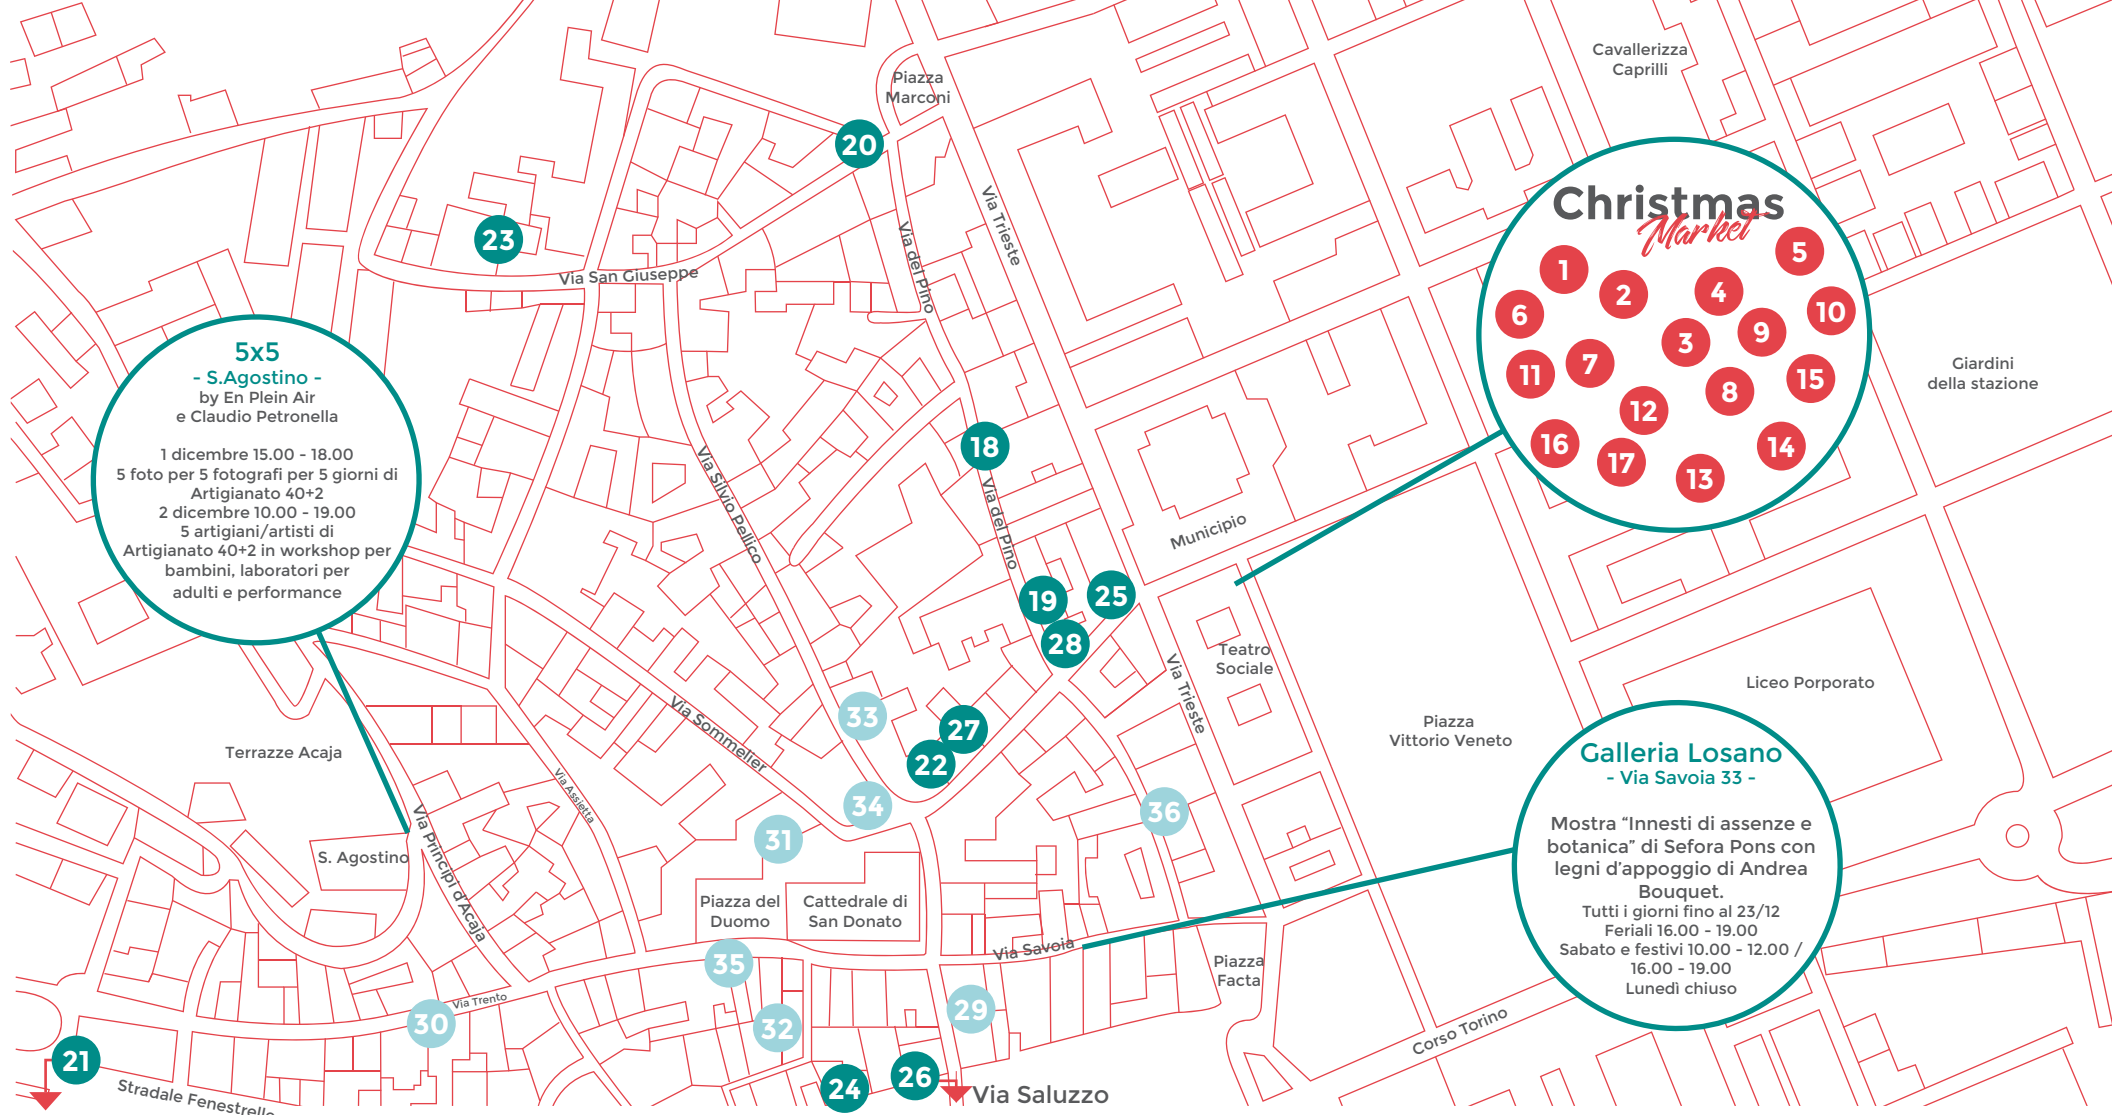 Cavallerizza
Caprilli
Piazza
Marconi
20
Via Trieste
23
Via San Giuseppe
Via del Pino
Christmas
Market
1
2
3
4
5
6
7
8
9
10
11
12
13
14
15
16
17
Giardini
della stazione
5x5
- S.Agostino -
by En Plein Air
e Claudio Petronella
1 dicembre 15.00 - 18.00
5 foto per 5 fotografi per 5 giorni di
Artigianato 40+2
2 dicembre 10.00 - 19.00
5 artigiani/artisti di
Artigianato 40+2 in workshop per
bambini, laboratori per
adulti e performance
18
Via Silvio Pellico
Via del Pino
Municipio
19
25
28
Teatro
Sociale
Via Trieste
Liceo Porporato
Piazza
Vittorio Veneto
33
27
22
Via Sommelier
Terrazze Acaja
Via Assietta
34
31
36
Via Principi d'Acaja
S. Agostino
Piazza del
Duomo
Cattedrale di
San Donato
Via Savoia
Galleria Losano
- Via Savoia 33 -
Mostra “Innesti di assenze e
botanica” di Sefora Pons con
legni d’appoggio di Andrea
Bouquet.
Tutti i giorni fino al 23/12
Feriali 16.00 - 19.00
Sabato e festivi 10.00 - 12.00 /
16.00 - 19.00
Lunedì chiuso
35
Piazza
Facta
Via Trento
30
32
29
Corso Torino
21
Stradale Fenestrelle
24
26
Via Saluzzo